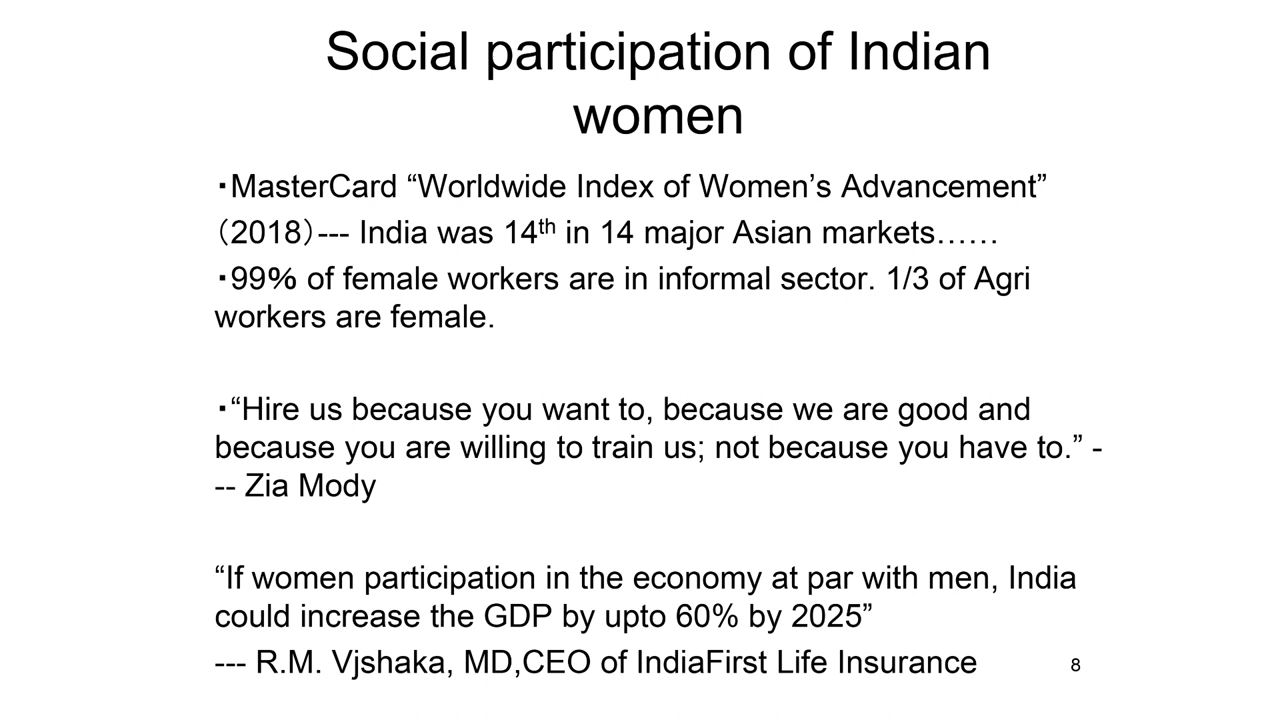 Social participation of Indian
women
・MasterCard “Worldwide Index of Women’s Advancement”
（2018）--- India was 14th in 14 major Asian markets……
・99% of female workers are in informal sector. 1/3 of Agri
workers are female.
・“Hire us because you want to, because we are good and
because you are willing to train us; not because you have to.” -
-- Zia Mody
“If women participation in the economy at par with men, India
could increase the GDP by upto 60% by 2025”
--- R.M. Vjshaka, MD,CEO of IndiaFirst Life Insurance
8